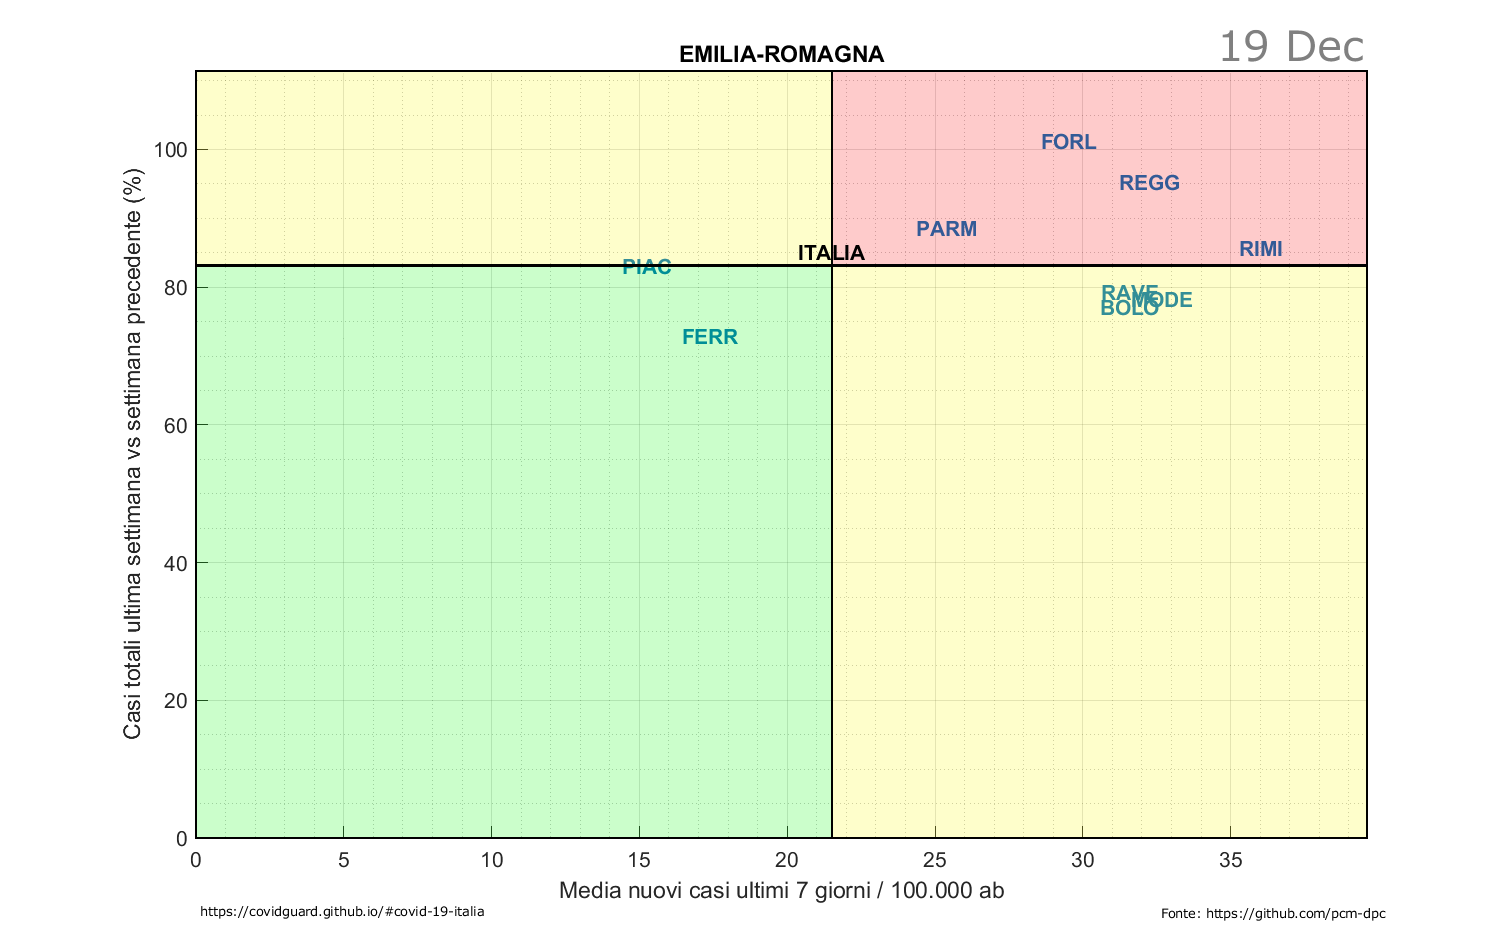 19 Dec
EMILIA-ROMAGNA
Casi totali ultima settimana vs settimana precedente (%)
100
80
60
40
20
0
FORL
REGG
PARM
RIMI
ITALIA
PIAC
RAVE
MODE
BOLO
FERR
0 5 10 15 20 25 30 35
Media nuovi casi ultimi 7 giorni / 100.000 ab
https://covidguard.github.io/#covid-19-italia
Fonte: https://github.com/pcm-dpc